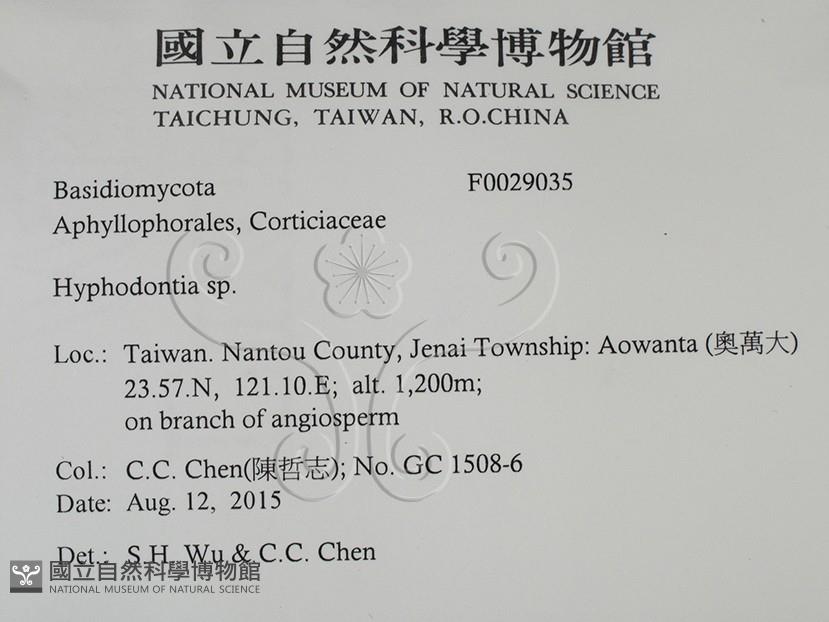 國立自然科學博物館
NATIONAL MUSEUM OF NATURAL SCIENCE
TAICHUNG, TAIWAN, R.O.CHINA
Basidiomycota F0029035
Aphyllophorales, Corticiaceae
Hyphodontia sp.
Loc.: Taiwan. Nantou County, Jenai Township: Aowanta (奧萬大)
23.57.N, 121.10.E; alt. 1,200m;
on branch of angiosperm
Col.: C.C. Chen(陳哲志); No. GC 1508-6
Date: Aug. 12, 2015
Det.: S.H. Wu & C.C. Chen
國立自然科學博物館
NATIONAL MUSEUM OF NATURAL SCIENCE